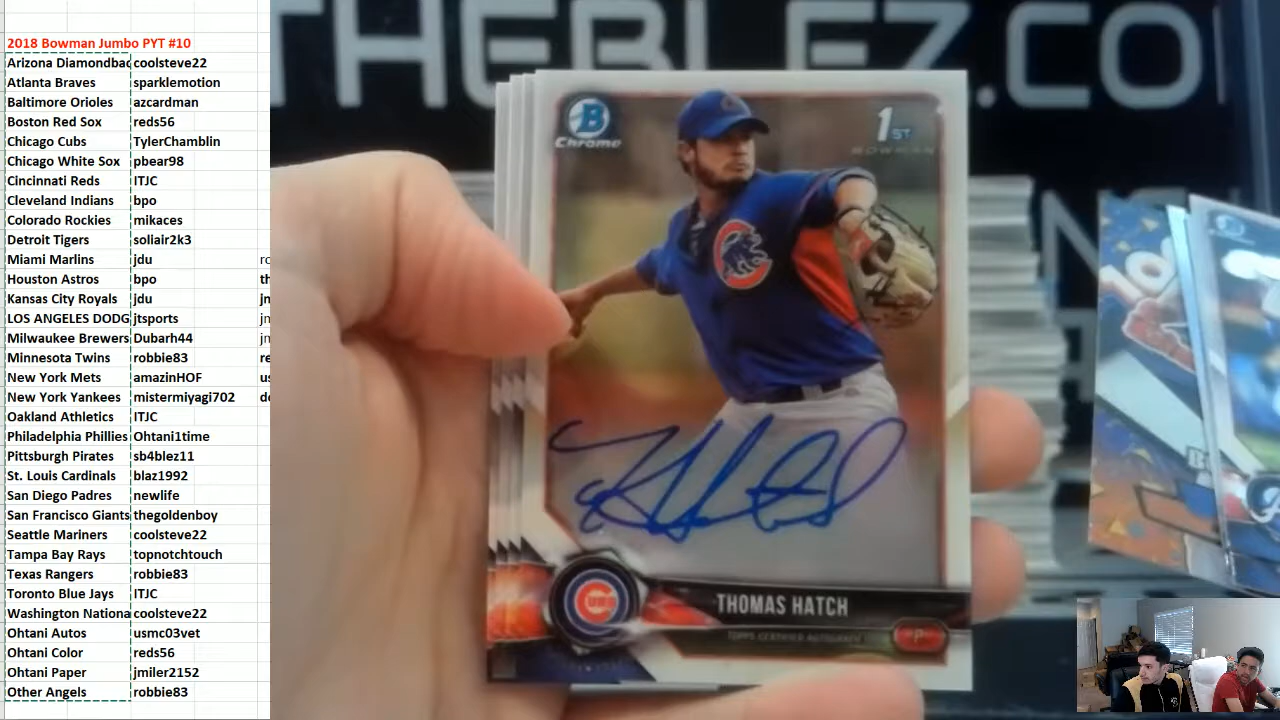 2018 Bowman Jumbo PYT #10
Arizona Diamondbac coolsteve22
Atlanta Braves sparklemotion
Baltimore Orioles azcardman
Boston Red Sox reds56
Chicago Cubs TylerChamblin
Chicago White Sox pbear98
Cincinnati Reds ITJC
Cleveland Indians bpo
Colorado Rockies mikaces
Detroit Tigers
Miami Marlins jdu
Houston Astros bpo
Kansas City Royals jdu
LOS ANGELES DODG jtsports
Milwaukee Brewers Dubarh44
Minnesota Twins robbie83
New York Mets amazinHOF
New York Yankees mistermiyagi702
Oakland Athletics ITJC
Philadelphia Phillies Ohtani1time
Pittsburgh Pirates sb4blez11
St. Louis Cardinals blaz1992
San Diego Padres newlife
San Francisco Giants thegoldenboy
Seattle Mariners coolsteve22
Tampa Bay Rays topnotchtouch
Texas Rangers robbie83
Toronto Blue Jays ITJC
Washington Nationa coolsteve22
Ohtani Autos usmc03vet
Ohtani Color reds56
Ohtani Paper jmiler2152
Other Angels robbie83
THEBLEZ.CO
B
Chrome
1ST
BOWMAN
CUBS
THOMAS HATCH
TOPPS CERTIFIED AUTOGRAPH
P